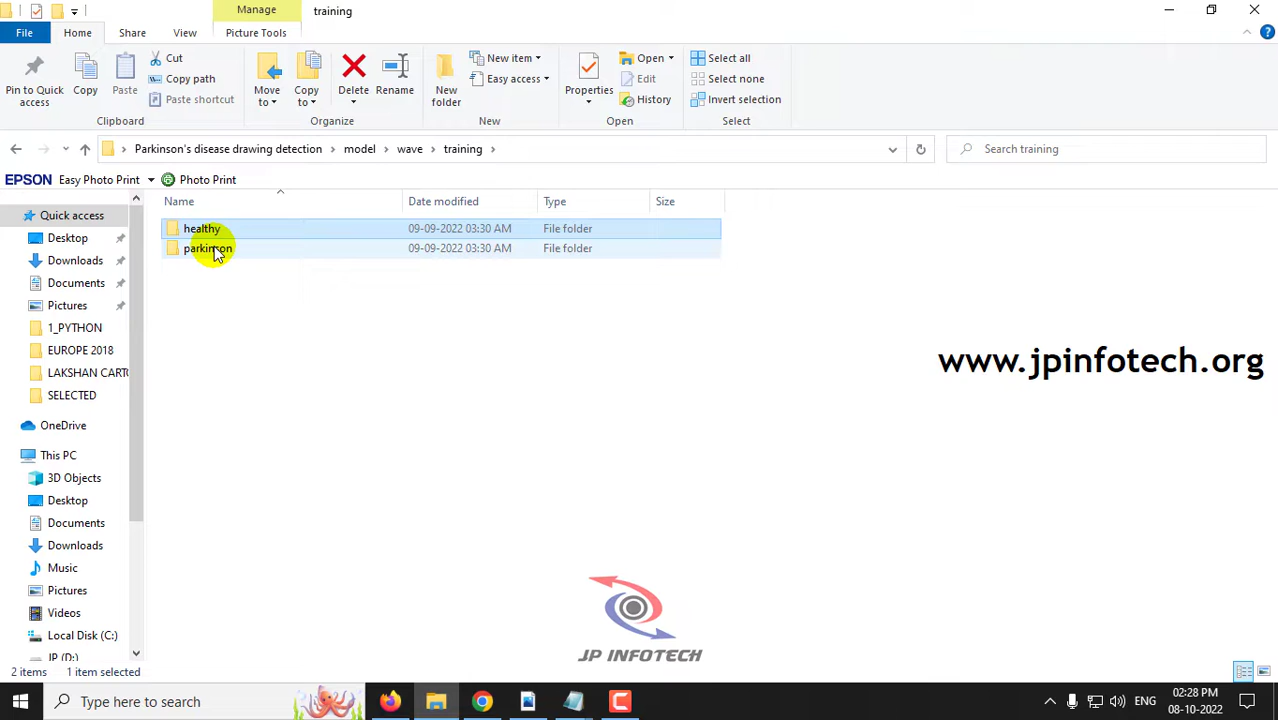 Manage
training
File
Home
Share
View
Picture Tools
Pin to Quick access
Copy
Paste
Cut
Copy path
Paste shortcut
Clipboard
Move to
Copy to
Delete
Rename
Organize
New folder
New item
Easy access
New
Properties
Open
Edit
History
Open
Select all
Select none
Invert selection
Select
Parkinson's disease drawing detection > model > wave > training >
Search training
EPSON Easy Photo Print Photo Print
Name Date modified Type Size
healthy 09-09-2022 03:30 AM File folder
parkinson 09-09-2022 03:30 AM File folder
Quick access
Desktop
Downloads
Documents
Pictures
1_PYTHON
EUROPE 2018
LAKSHAN CARTO
SELECTED
OneDrive
This PC
3D Objects
Desktop
Documents
Downloads
Music
Pictures
Videos
Local Disk (C:)
JP (D:)
www.jpinfotech.org
JP INFOTECH
2 items 1 item selected
Type here to search
ENG
02:28 PM
08-10-2022